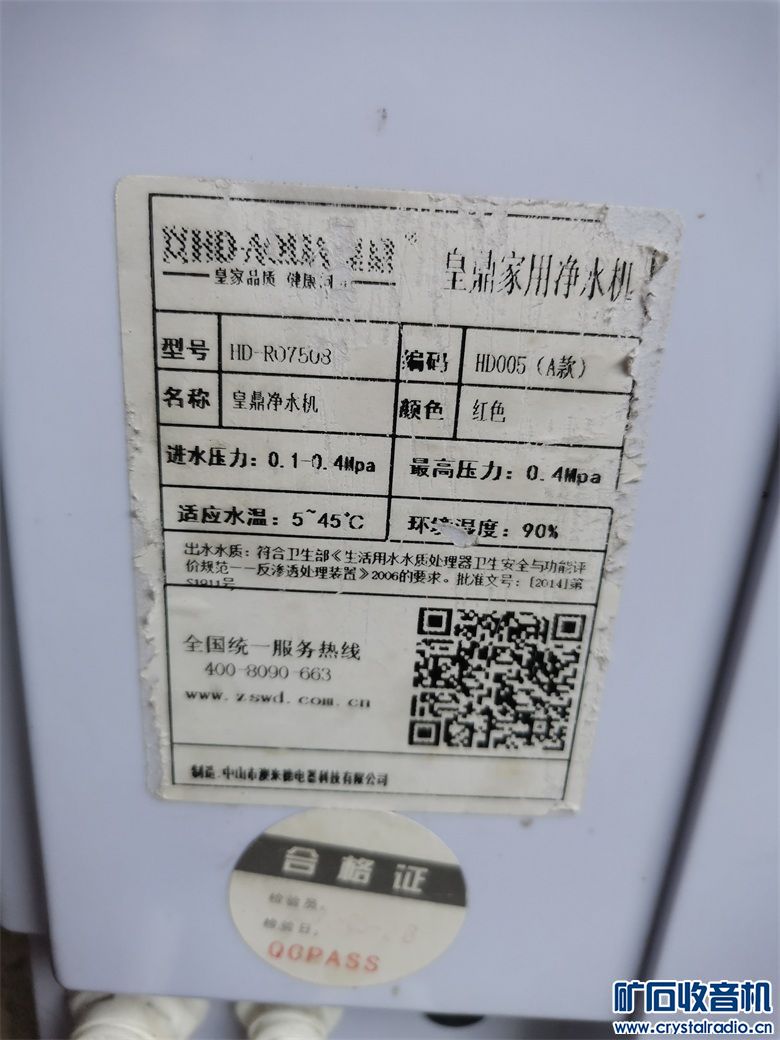 皇鼎家用净水机
皇家品质 健康
型号 HD-RO7508 编码 HD005（A款）
名称 皇鼎净水机 颜色 红色
进水压力：0.1-0.4Mpa 最高压力：0.4Mpa
适应水温：5~45℃ 环境湿度：90%
出水水质：符合卫生部《生活用水水质处理器卫生安全与功能评
价规范——反渗透处理装置》2006的要求。批准文号：[2014]第
全国统一服务热线
400-8090-663
www.zswd.com.cn
制造：中山市 电器科技有限公司
合格证
检验员：
检验日：
QCPASS
矿石收音机
www.crystalradio.cn